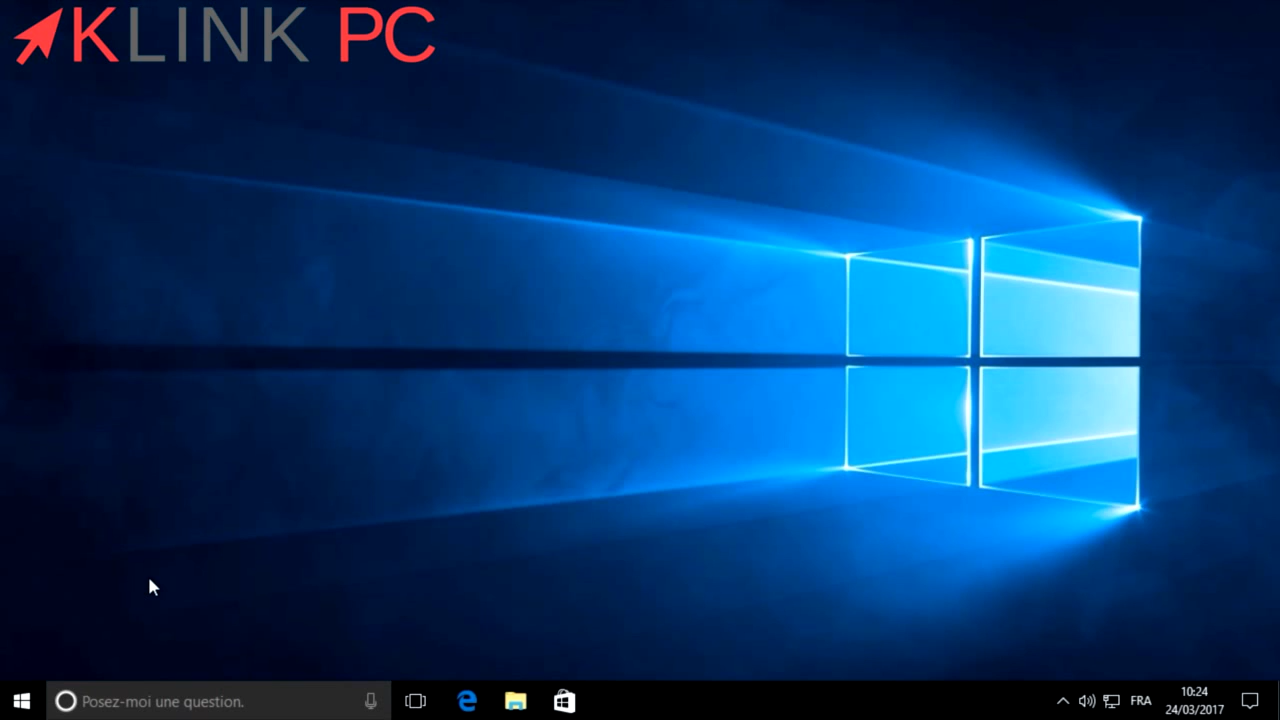 KLINK PC
Posez-moi une question.
FRA
10:24
24/03/2017